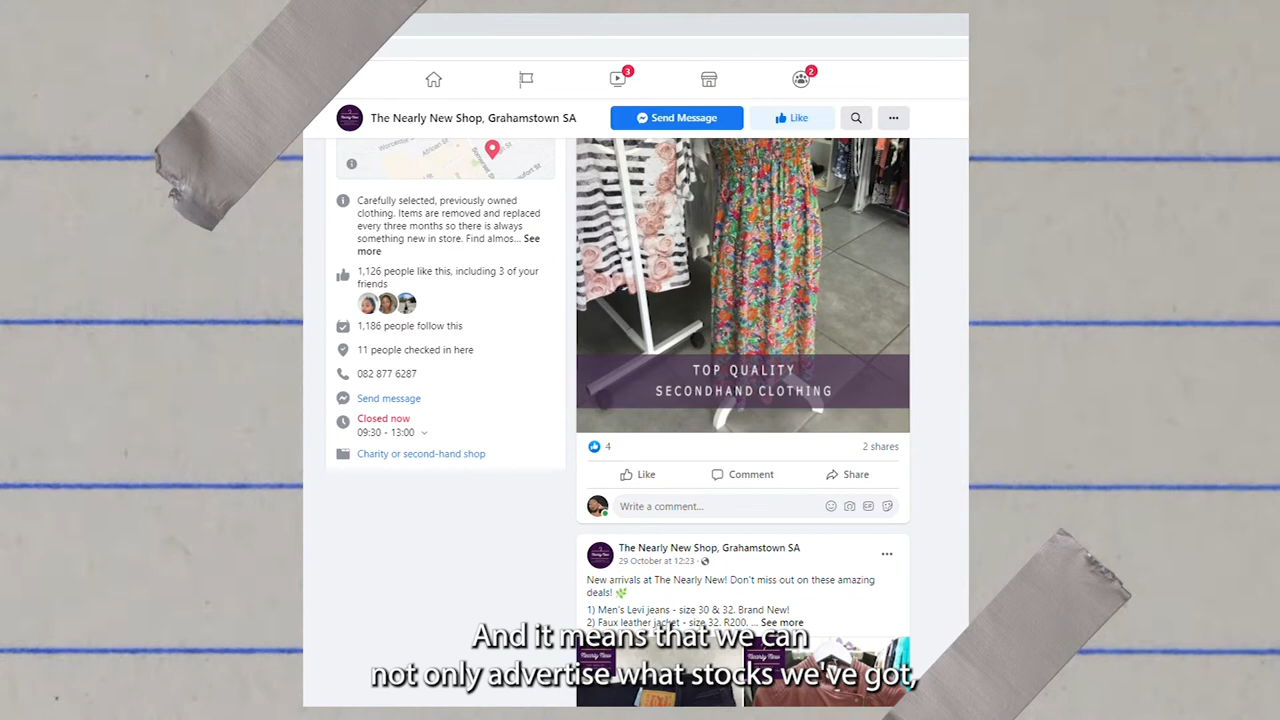 3
2
The Nearly New Shop, Grahamstown SA
Send Message
Like
Carefully selected, previously owned
clothing. Items are removed and replaced
every three months so there is always
something new in store. Find almos... See
more
1,126 people like this, including 3 of your
friends
1,186 people follow this
11 people checked in here
082 877 6287
Send message
Closed now
09:30 - 13:00
Charity or second-hand shop
TOP QUALITY
SECONDHAND CLOTHING
4
2 shares
Like
Comment
Share
Write a comment...
The Nearly New Shop, Grahamstown SA
29 October at 12:23
New arrivals at The Nearly New! Don't miss out on these amazing
deals! 🌿
1) Men's Levi jeans - size 30 & 32. Brand New!
2) Faux leather jacket - size 32. R200. ... See more
And it means that we can
not only advertise what stocks we've got,